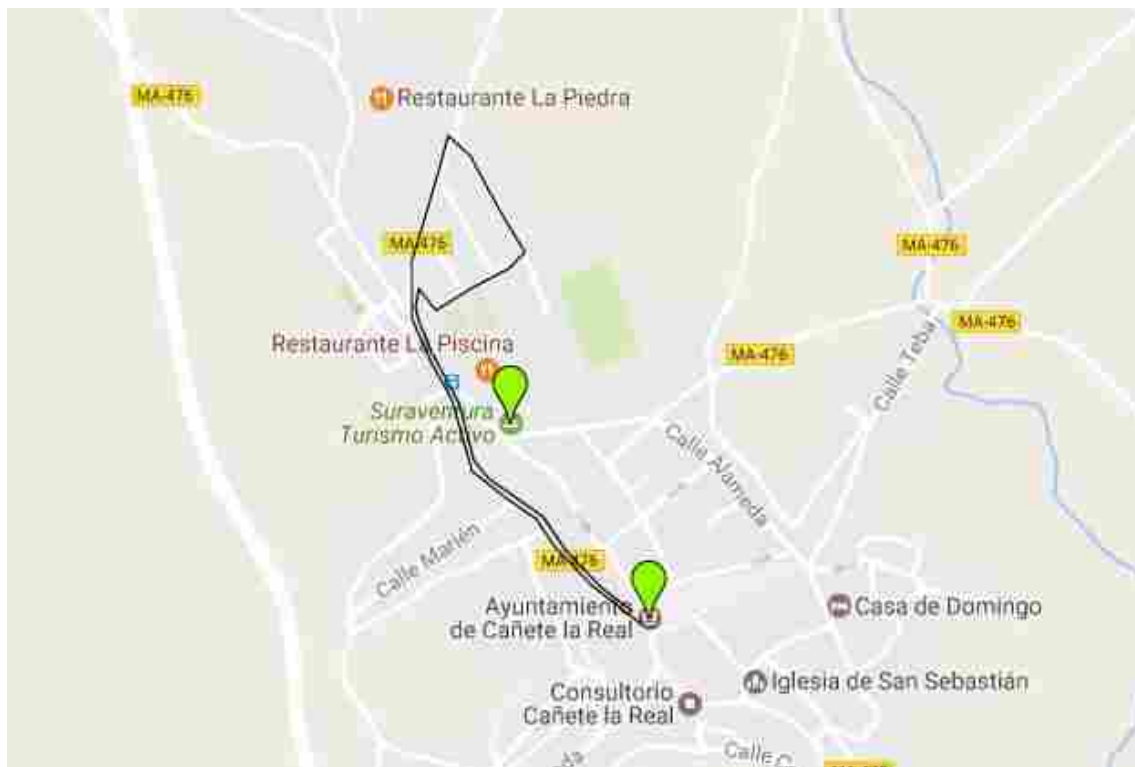 MA-476
Restaurante La Piedra
MA-476
MA-476
MA-476
Restaurante La Piscina
MA-476
Suraventura
Turismo Activo
Calle Teba
Calle Alameda
Calle Marién
MA-476
Ayuntamiento
de Cañete la Real
Casa de Domingo
Iglesia de San Sebastián
Consultorio
Cañete la Real
Calle